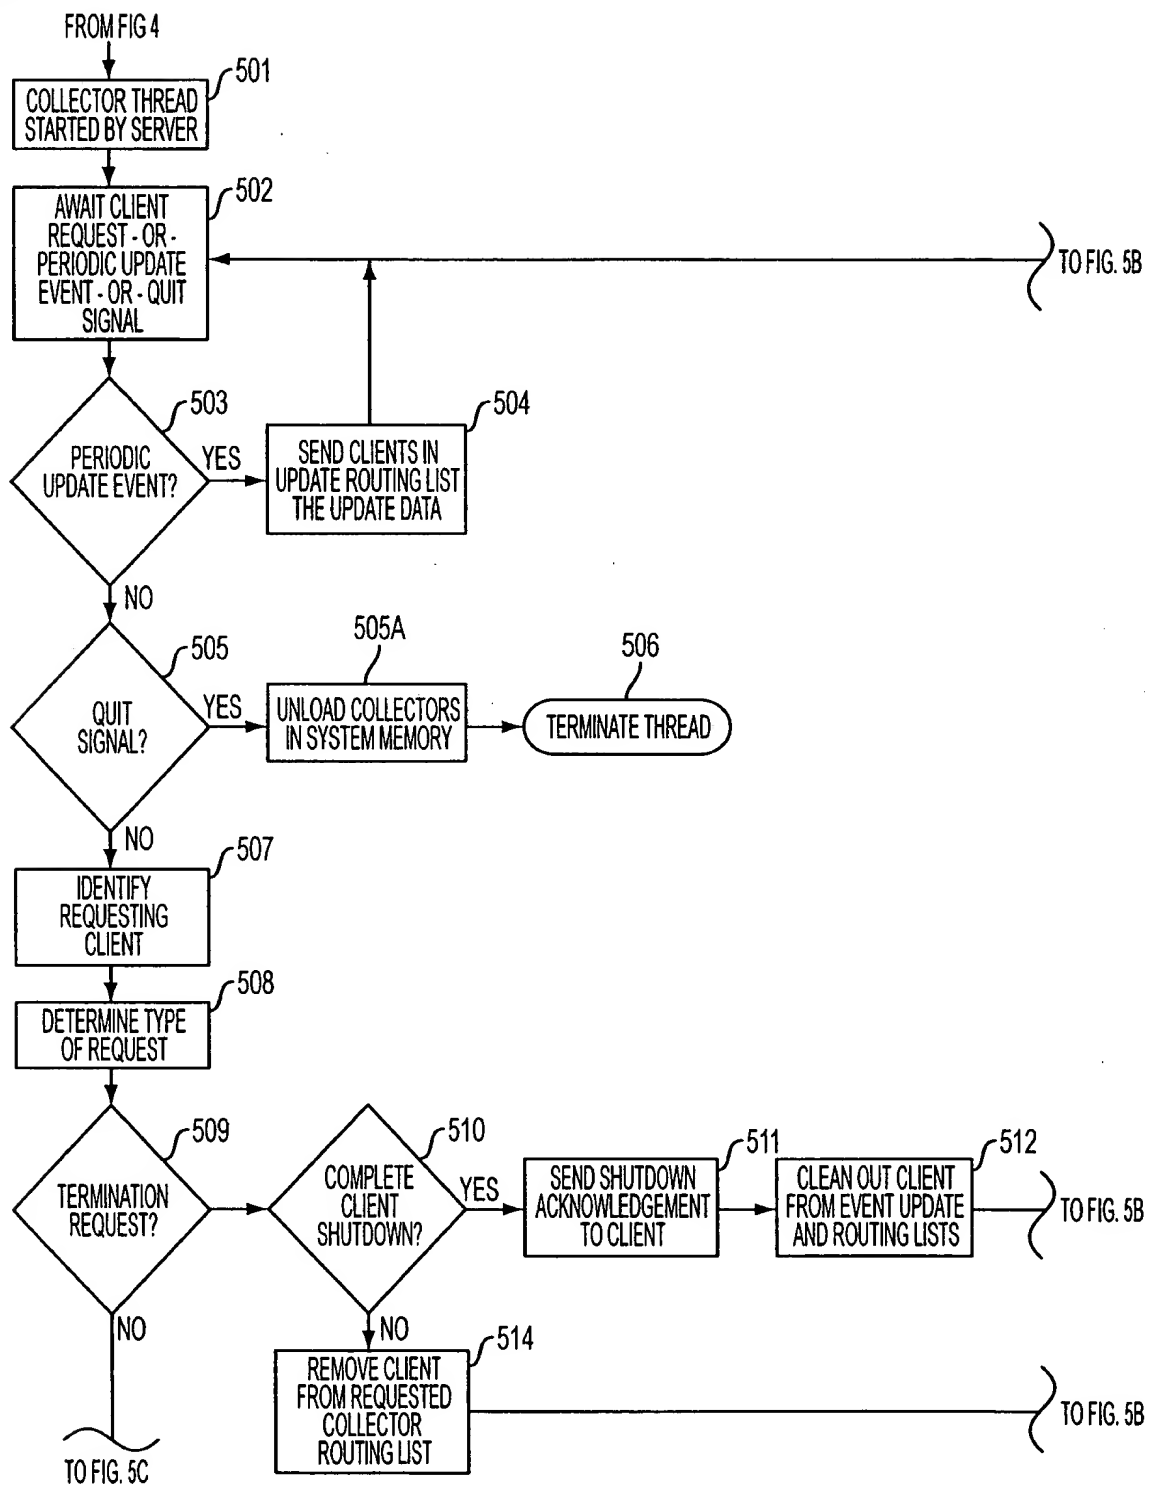 FROM FIG 4
501
COLLECTOR THREAD
STARTED BY SERVER
502
AWAIT CLIENT
REQUEST - OR -
PERIODIC UPDATE
EVENT - OR - QUIT
SIGNAL
TO FIG. 5B
503
PERIODIC
UPDATE EVENT?
YES
504
SEND CLIENTS IN
UPDATE ROUTING LIST
THE UPDATE DATA
NO
505
QUIT
SIGNAL?
YES
505A
UNLOAD COLLECTORS
IN SYSTEM MEMORY
506
TERMINATE THREAD
NO
507
IDENTIFY
REQUESTING
CLIENT
508
DETERMINE TYPE
OF REQUEST
509
TERMINATION
REQUEST?
510
COMPLETE
CLIENT
SHUTDOWN?
YES
511
SEND SHUTDOWN
ACKNOWLEDGEMENT
TO CLIENT
512
CLEAN OUT CLIENT
FROM EVENT UPDATE
AND ROUTING LISTS
TO FIG. 5B
NO
NO
514
REMOVE CLIENT
FROM REQUESTED
COLLECTOR
ROUTING LIST
TO FIG. 5B
TO FIG. 5C